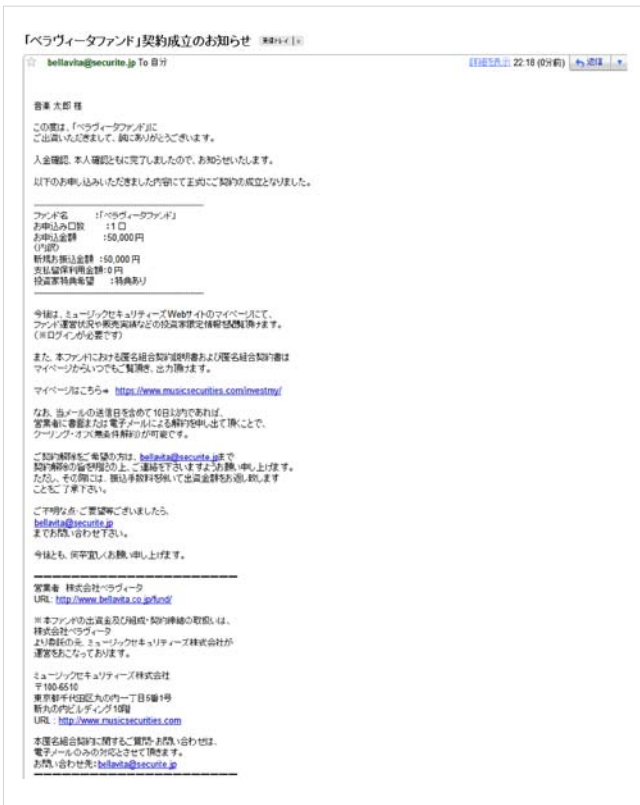 「ベラヴィータファンド」契約成立のお知らせ 受信トレイ | x
bellavita@securite.jp To 自分 詳細を表示 22:18 (0分前) 返信
音楽 太郎 様
この度は、「ベラヴィータファンド」に
ご出資いただきまして、誠にありがとうございます。
入金確認、本人確認ともに完了しましたので、お知らせいたします。
以下のお申し込みいただきました内容にて正式にご契約の成立となりました。
ファンド名 :「ベラヴィータファンド」
お申込み口数 :1口
お申込金額 :50,000円
(内訳)
新規お振込金額 :50,000円
支払留保利用金額:0円
投資家特典希望 :特典あり
今後は、ミュージックセキュリティーズWebサイトのマイページにて、
ファンド運営状況や販売実績などの投資家限定情報を閲覧頂けます。
(※ログインが必要です)
また、本ファンドにおける匿名組合契約説明書および匿名組合契約書は
マイページからいつでもご覧頂き、出力頂けます。
マイページはこちら→ https://www.musicsecurities.com/investmy/
なお、当メールの送信日を含めて10日以内であれば、
営業者に書面または電子メールによる解約を申し出て頂くことで、
クーリング・オフ(無条件解約)が可能です。
ご契約解除をご希望の方は、bellavita@securite.jpまで
契約解除の旨を明記の上、ご連絡を下さいますようお願い申し上げます。
ただし、その際には、振込手数料を除いて出資金額をお返し致します
ことをご了承下さい。
ご不明な点・ご要望等ございましたら、
bellavita@securite.jp
までお問い合わせ下さい。
今後とも、何卒宜しくお願い申し上げます。
営業者 株式会社ベラヴィータ
URL: http://www.bellavita.co.jp/fund/
※本ファンドの出資金及び組成・契約締結の取扱いは、
株式会社ベラヴィータ
より委託の元、ミュージックセキュリティーズ株式会社が
運営をおこなっております。
ミュージックセキュリティーズ株式会社
〒100-6510
東京都千代田区丸の内一丁目5番1号
新丸の内ビルディング10階
URL : http://www.musicsecurities.com
本匿名組合契約に関するご質問・お問い合わせは、
電子メールのみの対応とさせて頂きます。
お問い合わせ先:bellavita@securite.jp